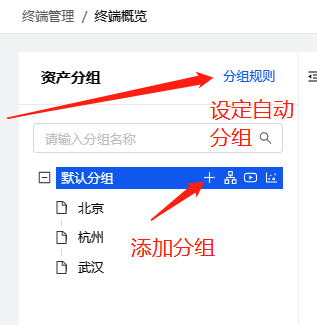 终端管理 / 终端概览
资产分组 分组规则
设定自动
分组
请输入分组名称
默认分组
添加分组
北京
杭州
武汉